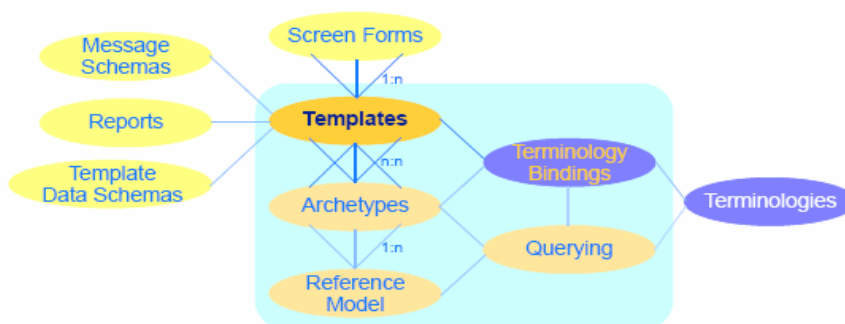 Screen Forms
Message
Schemas
1:n
Templates
Reports
n:n
Terminology
Bindings
Template
Data Schemas
Archetypes
Terminologies
1:n
Querying
Reference
Model